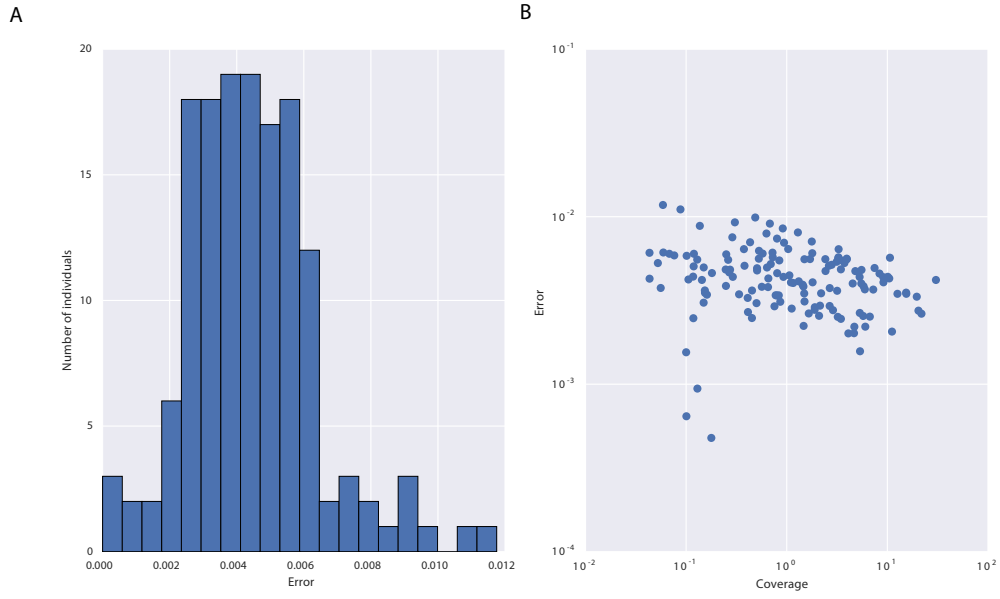 A
B
20
15
10
5
0
Number of individuals
0.000 0.002 0.004 0.006 0.008 0.010 0.012
Error
10^-1
10^-2
10^-3
10^-4
Error
10^-2 10^-1 10^0 10^1 10^2
Coverage